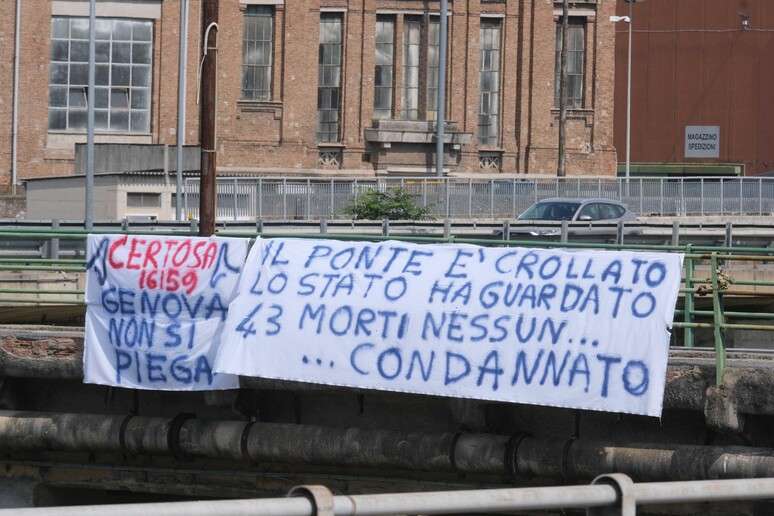 CERTOSA
16159
GENOVA
NON SI
PIEGA
IL PONTE E' CROLLATO
LO STATO HA GUARDATO
43 MORTI NESSUN...
... CONDANNATO
MAGAZZINO
SPEDIZIONI